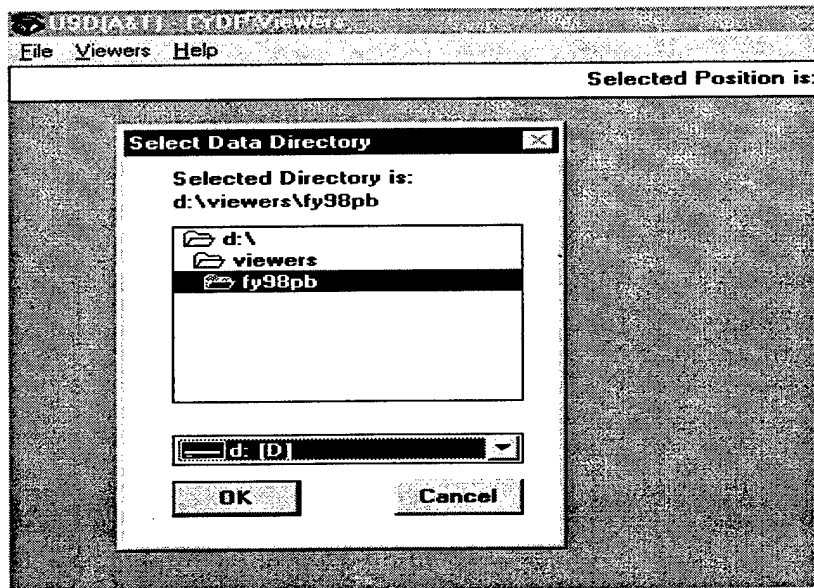 USD(A&T) - FYDP Viewers
File Viewers Help
Selected Position is:
Select Data Directory
Selected Directory is:
d:\viewers\fy98pb
d:\
viewers
fy98pb
d: [D]
OK Cancel